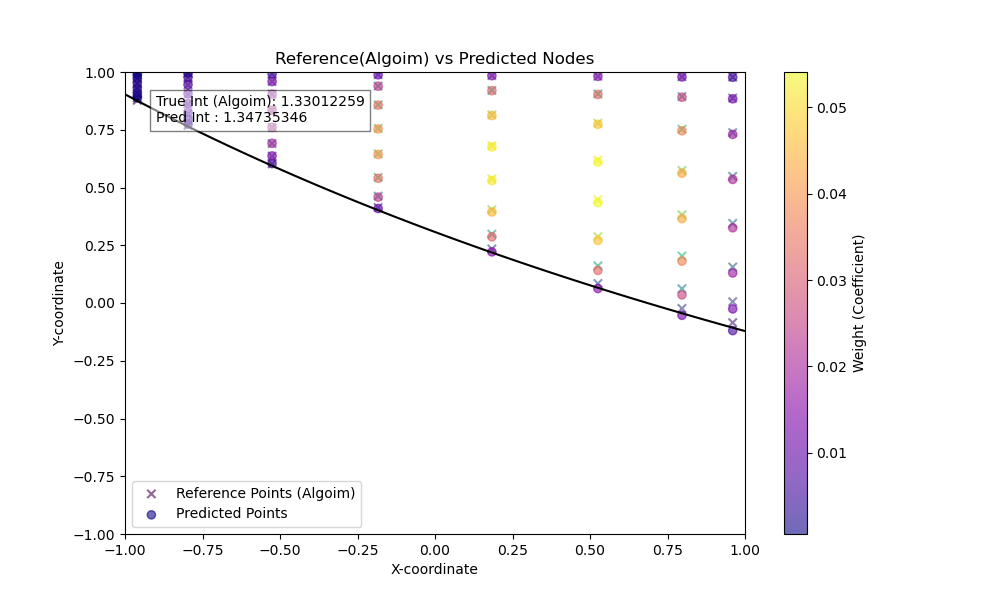 Reference(Algoim) vs Predicted Nodes
True Int (Algoim): 1.33012259
Pred Int : 1.34735346
1.00
0.75
0.50
0.25
0.00
−0.25
−0.50
−0.75
−1.00
Y-coordinate
Reference Points (Algoim)
Predicted Points
−1.00 −0.75 −0.50 −0.25 0.00 0.25 0.50 0.75 1.00
X-coordinate
0.05
0.04
0.03
0.02
0.01
Weight (Coefficient)